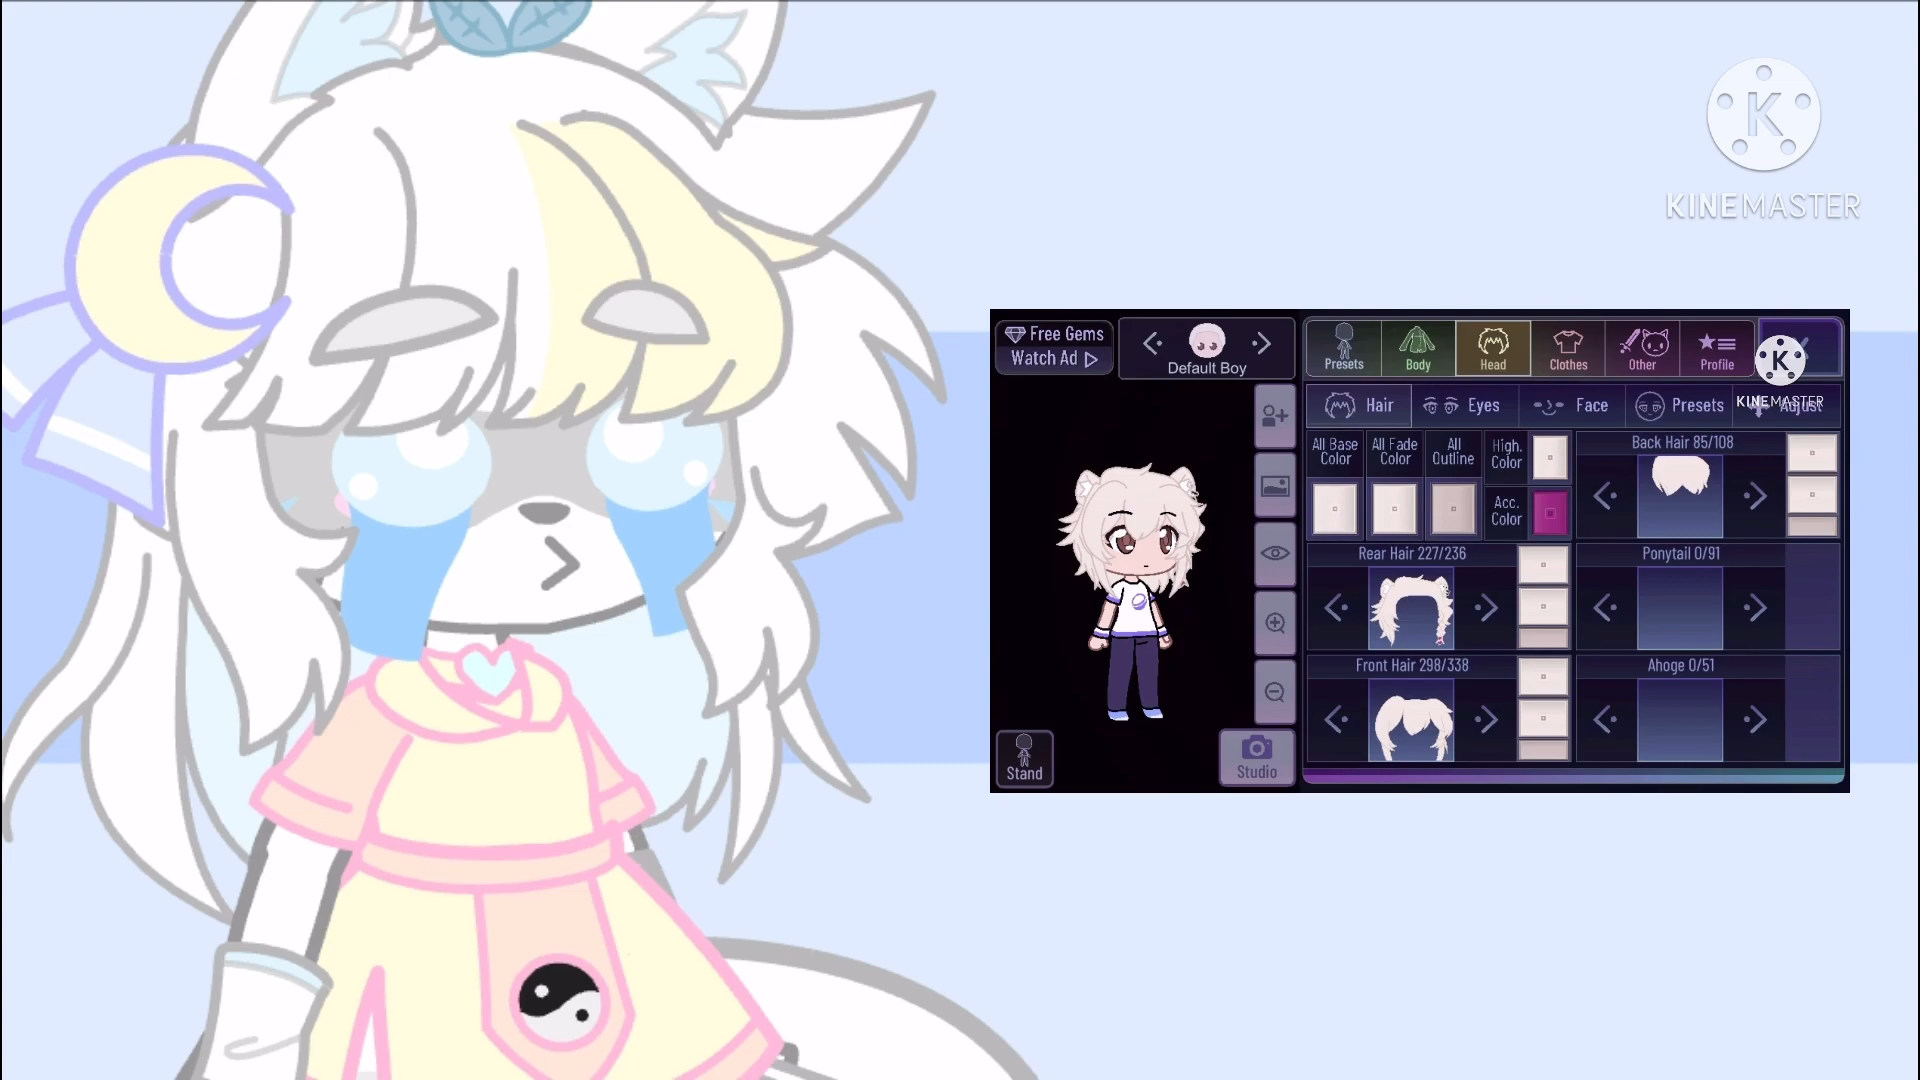 K
KINEMASTER
Free Gems
Watch Ad
Default Boy
Presets
Body
Head
Clothes
Other
Profile
K
KINEMASTER
Hair
Eyes
Face
Presets
Adjust
All Base
Color
All Fade
Color
All
Outline
High.
Color
Acc.
Color
Back Hair 85/108
Rear Hair 227/236
Ponytail 0/91
Front Hair 298/338
Ahoge 0/51
Stand
Studio